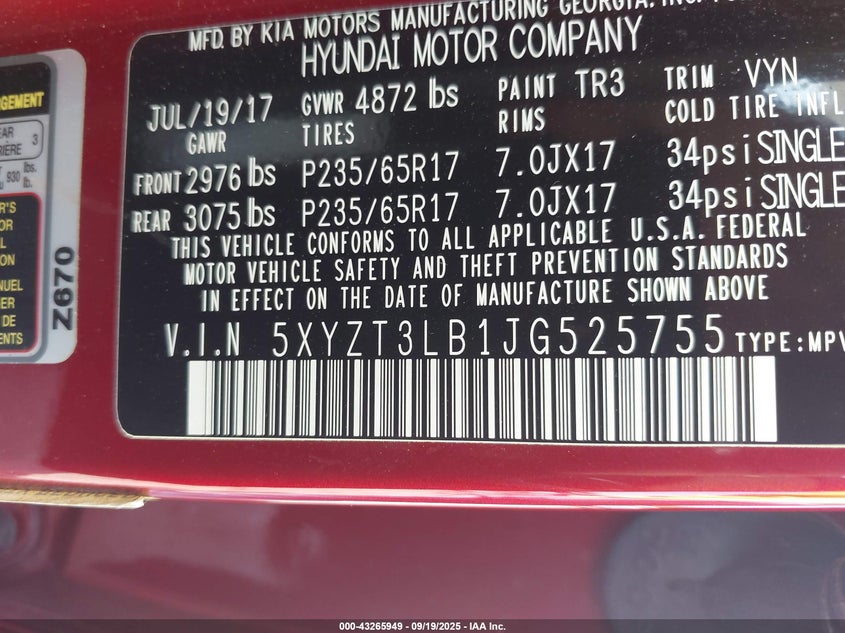 MFD. BY KIA MOTORS MANUFACTURING GEORGIA. INC.
HYUNDAI MOTOR COMPANY
JUL/19/17 GVWR 4872 lbs PAINT TR3 TRIM VYN
GAWR TIRES RIMS COLD TIRE INFL
FRONT 2976 lbs P235/65R17 7.0JX17 34psi SINGLE
REAR 3075 lbs P235/65R17 7.0JX17 34psi SINGLE
THIS VEHICLE CONFORMS TO ALL APPLICABLE U.S.A. FEDERAL
MOTOR VEHICLE SAFETY AND THEFT PREVENTION STANDARDS
IN EFFECT ON THE DATE OF MANUFACTURE SHOWN ABOVE
V.I.N 5XYZT3LB1JG525755 TYPE:MPV
3
930 lbs.
lb.
Z670
000-43265949 - 09/19/2025 - IAA Inc.